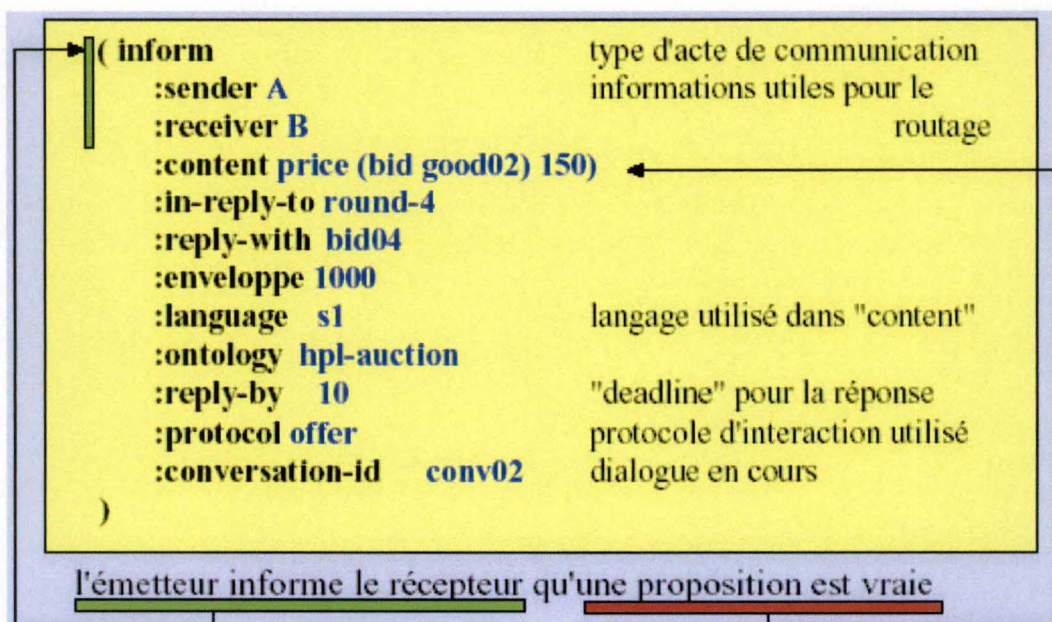 ( inform type d'acte de communication
:sender A informations utiles pour le
:receiver B routage
:content price (bid good02) 150)
:in-reply-to round-4
:reply-with bid04
:enveloppe 1000
:language s1 langage utilisé dans "content"
:ontology hpl-auction
:reply-by 10 "deadline" pour la réponse
:protocol offer protocole d'interaction utilisé
:conversation-id conv02 dialogue en cours
)
l'émetteur informe le récepteur qu'une proposition est vraie